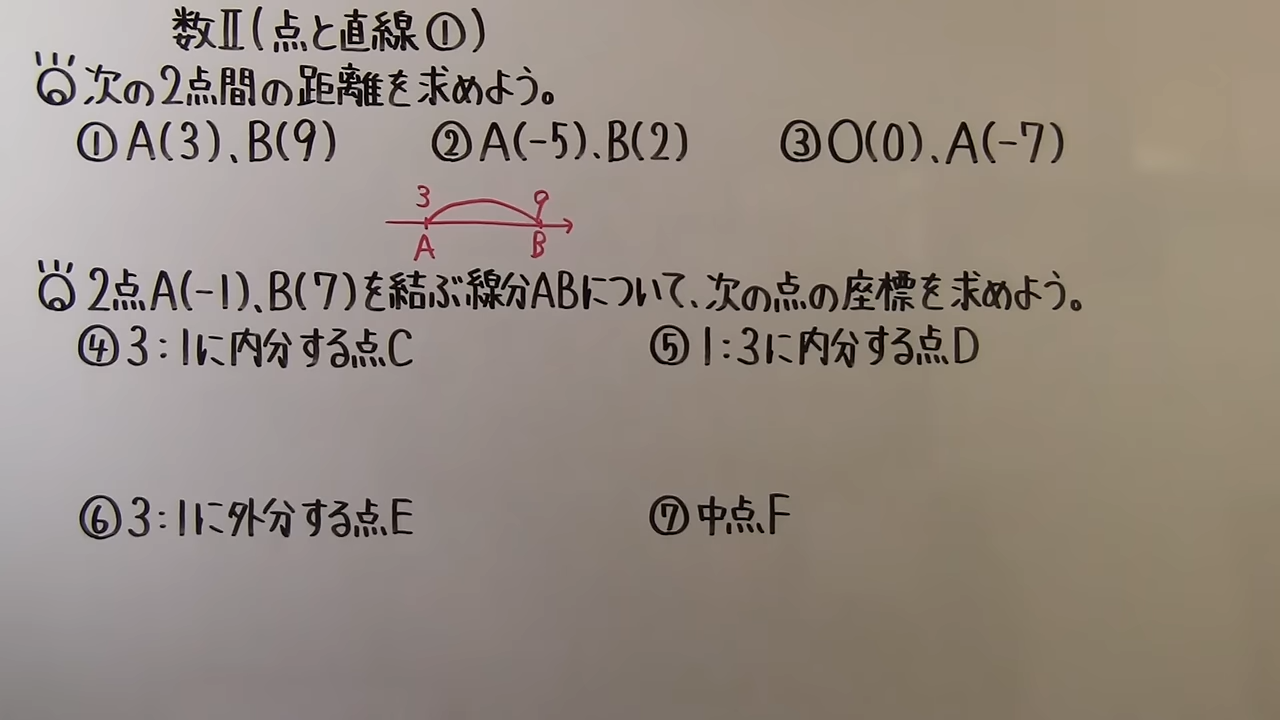 数Ⅱ(点と直線①)
次の2点間の距離を求めよう。
①A(3)、B(9) ②A(-5)、B(2) ③O(0)、A(-7)
3 9
A B
2点A(-1)、B(7)を結ぶ線分ABについて、次の点の座標を求めよう。
④3:1に内分する点C ⑤1:3に内分する点D
⑥3:1に外分する点E ⑦中点F